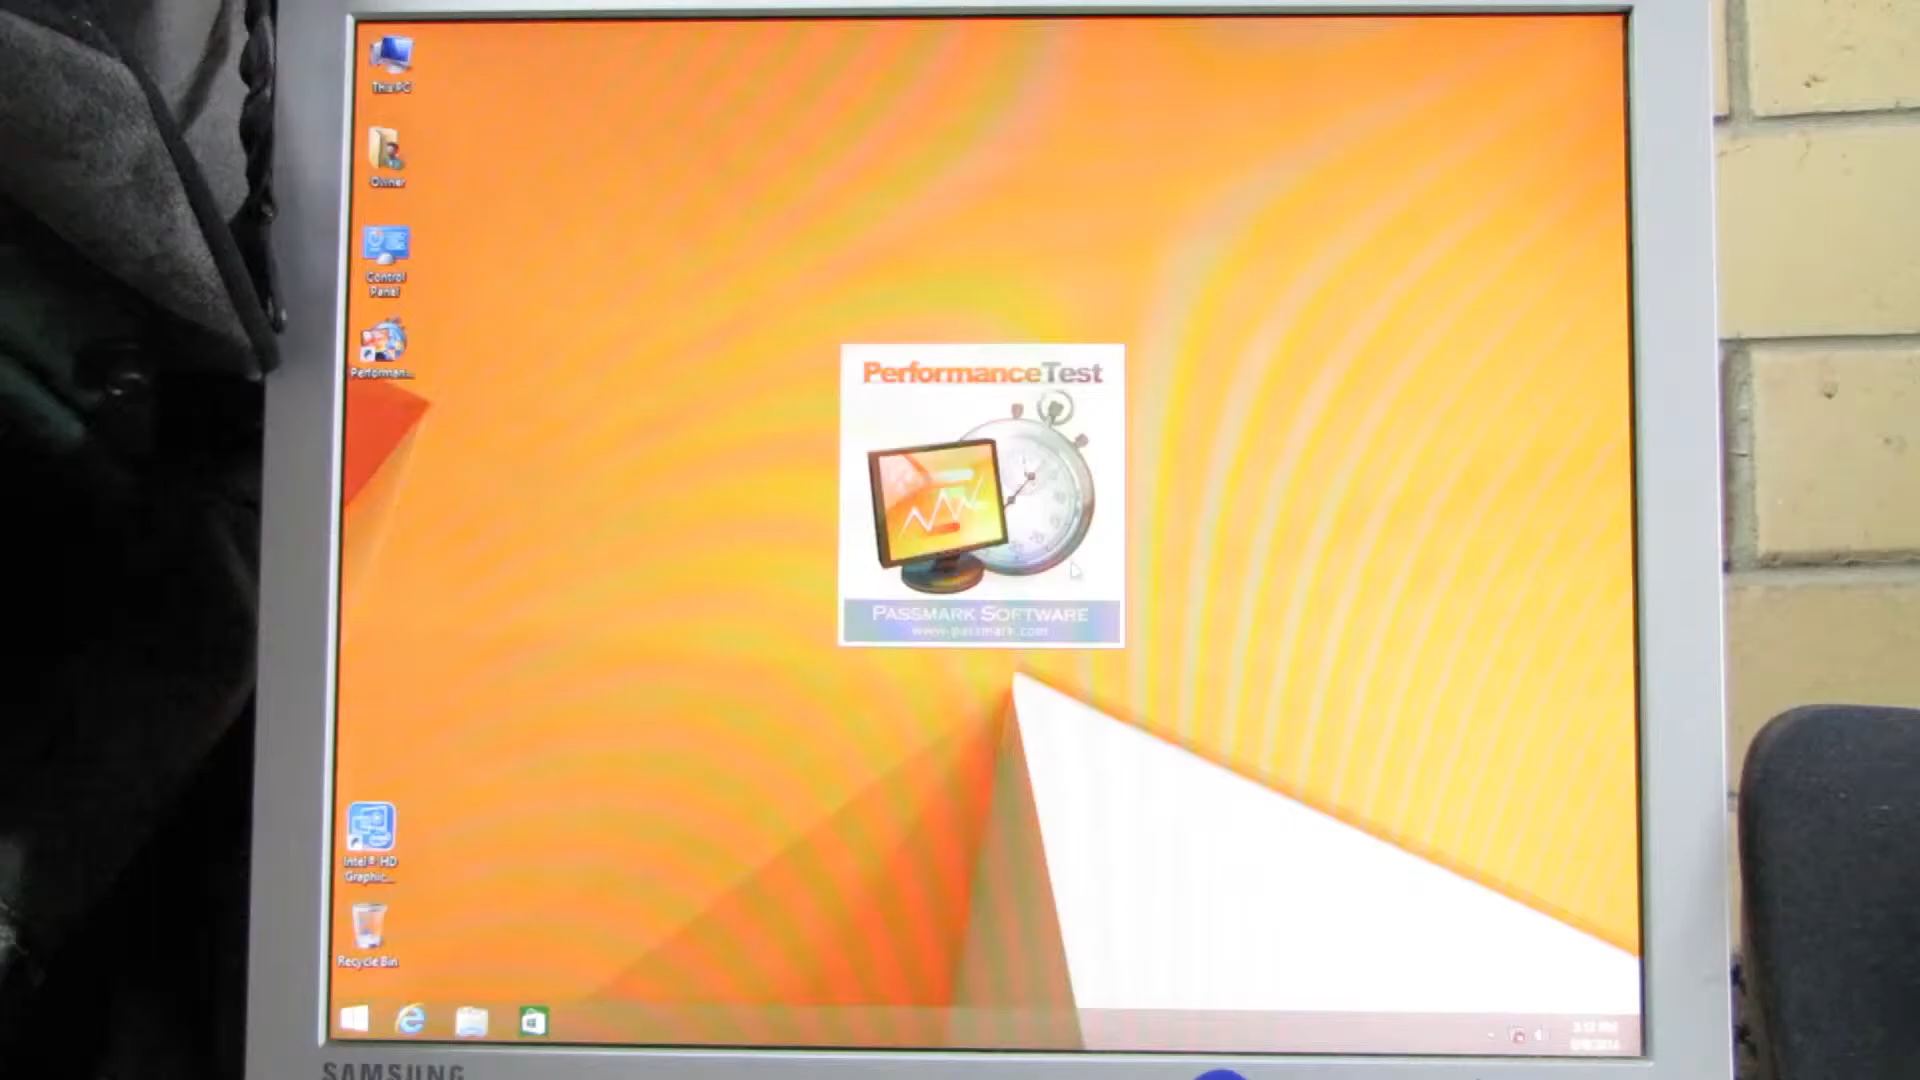 This PC
Owner
Control
Panel
Performan...
PerformanceTest
PASSMARK SOFTWARE
www.passmark.com
Intel® HD
Graphic...
Recycle Bin
SAMSUNG